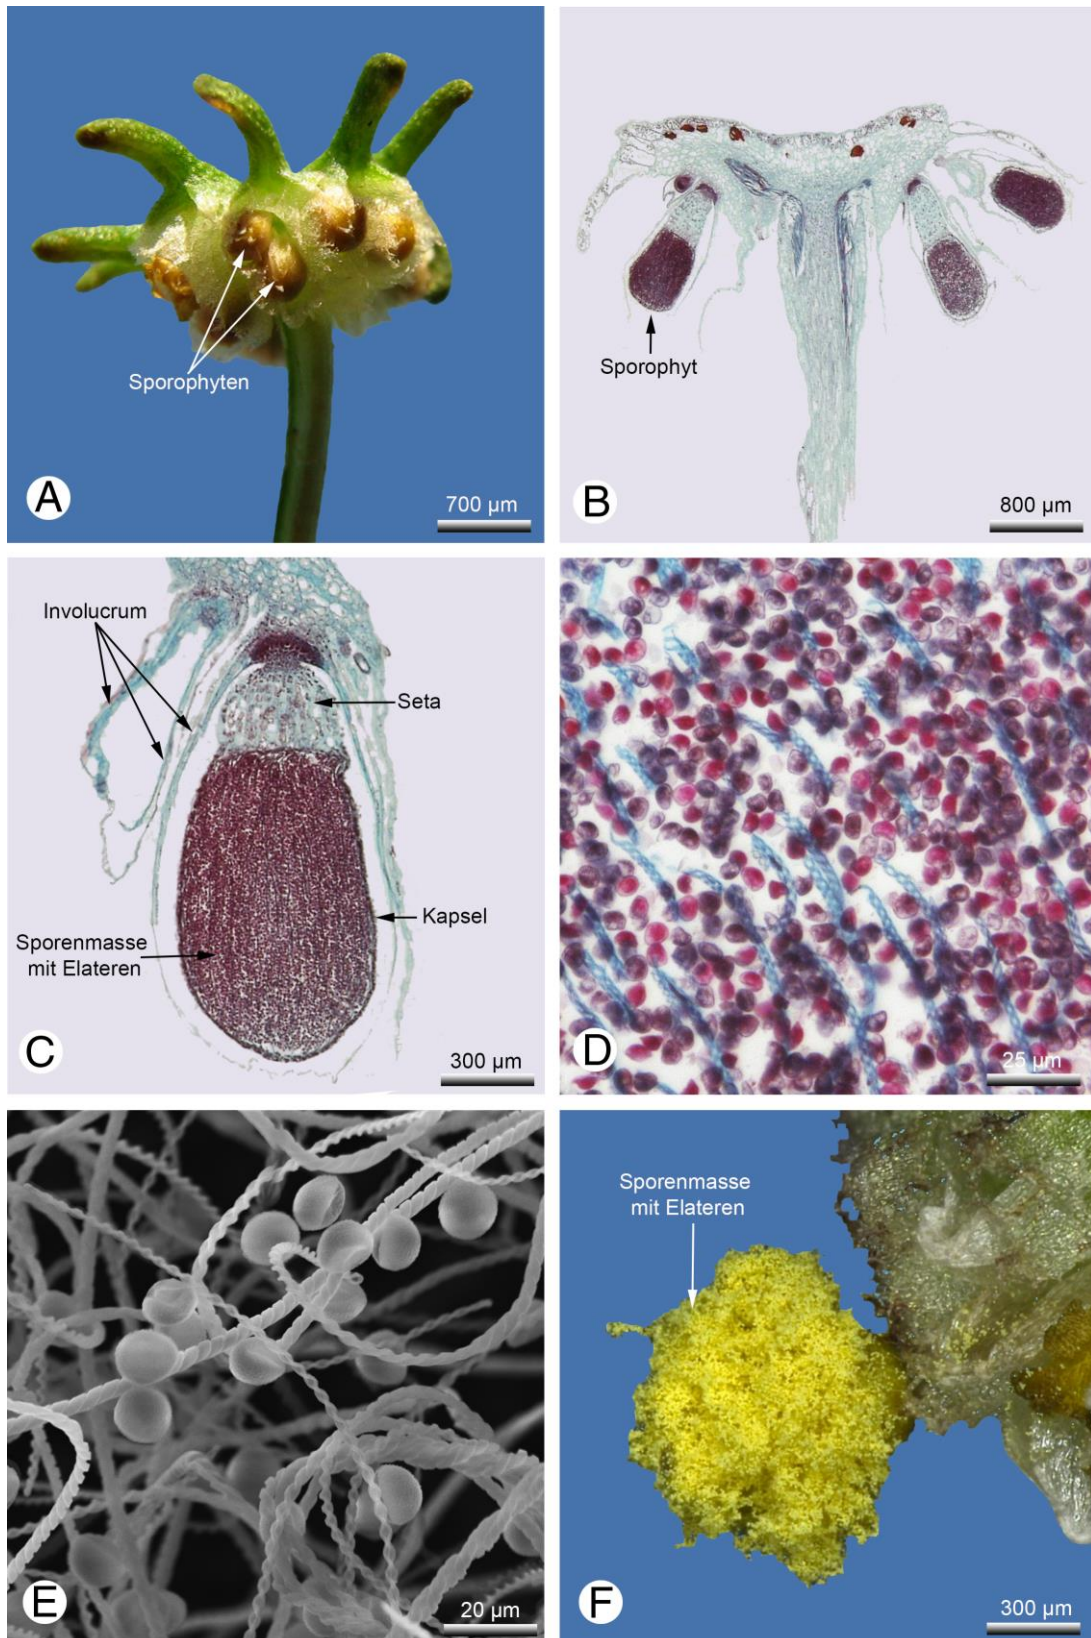 Sporophyten
A
700 µm
Sporophyt
B
800 µm
Involucrum
Seta
Kapsel
Sporenmasse
mit Elateren
C
300 µm
D
25 µm
E
20 µm
Sporenmasse
mit Elateren
F
300 µm